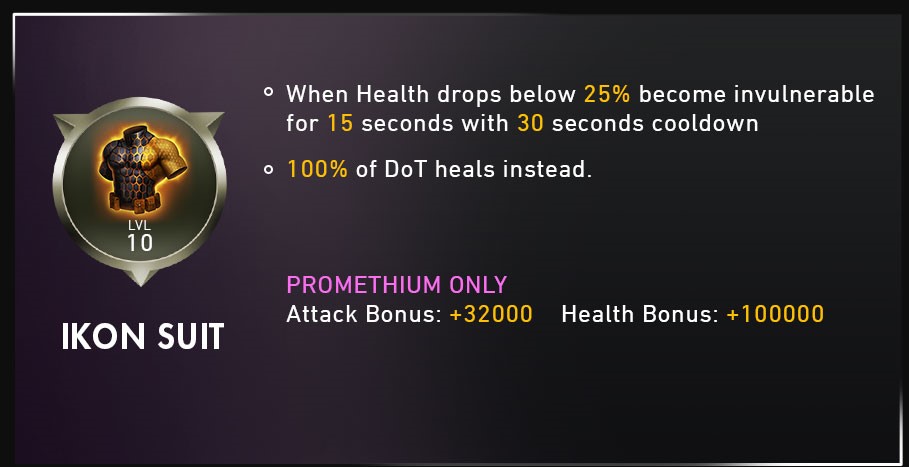 When Health drops below 25% become invulnerable
for 15 seconds with 30 seconds cooldown
100% of DoT heals instead.
LVL
10
PROMETHIUM ONLY
Attack Bonus: +32000 Health Bonus: +100000
IKON SUIT